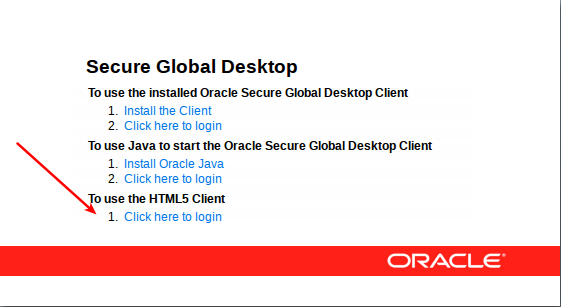 Secure Global Desktop
To use the installed Oracle Secure Global Desktop Client
1. Install the Client
2. Click here to login
To use Java to start the Oracle Secure Global Desktop Client
1. Install Oracle Java
2. Click here to login
To use the HTML5 Client
1. Click here to login
ORACLE®